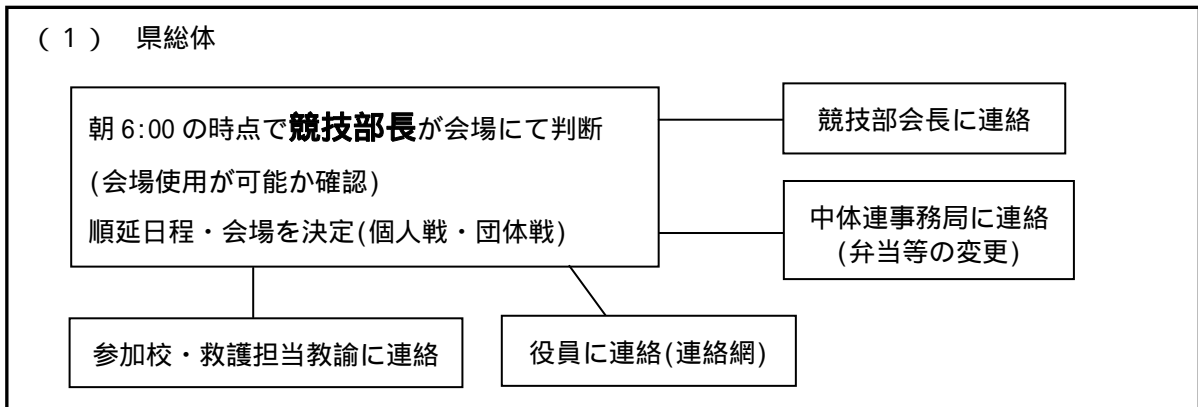 (1) 県総体
朝6:00の時点で競技部長が会場にて判断
(会場使用が可能か確認)
順延日程・会場を決定(個人戦・団体戦)
競技部会長に連絡
中体連事務局に連絡
(弁当等の変更)
参加校・救護担当教諭に連絡
役員に連絡(連絡網)